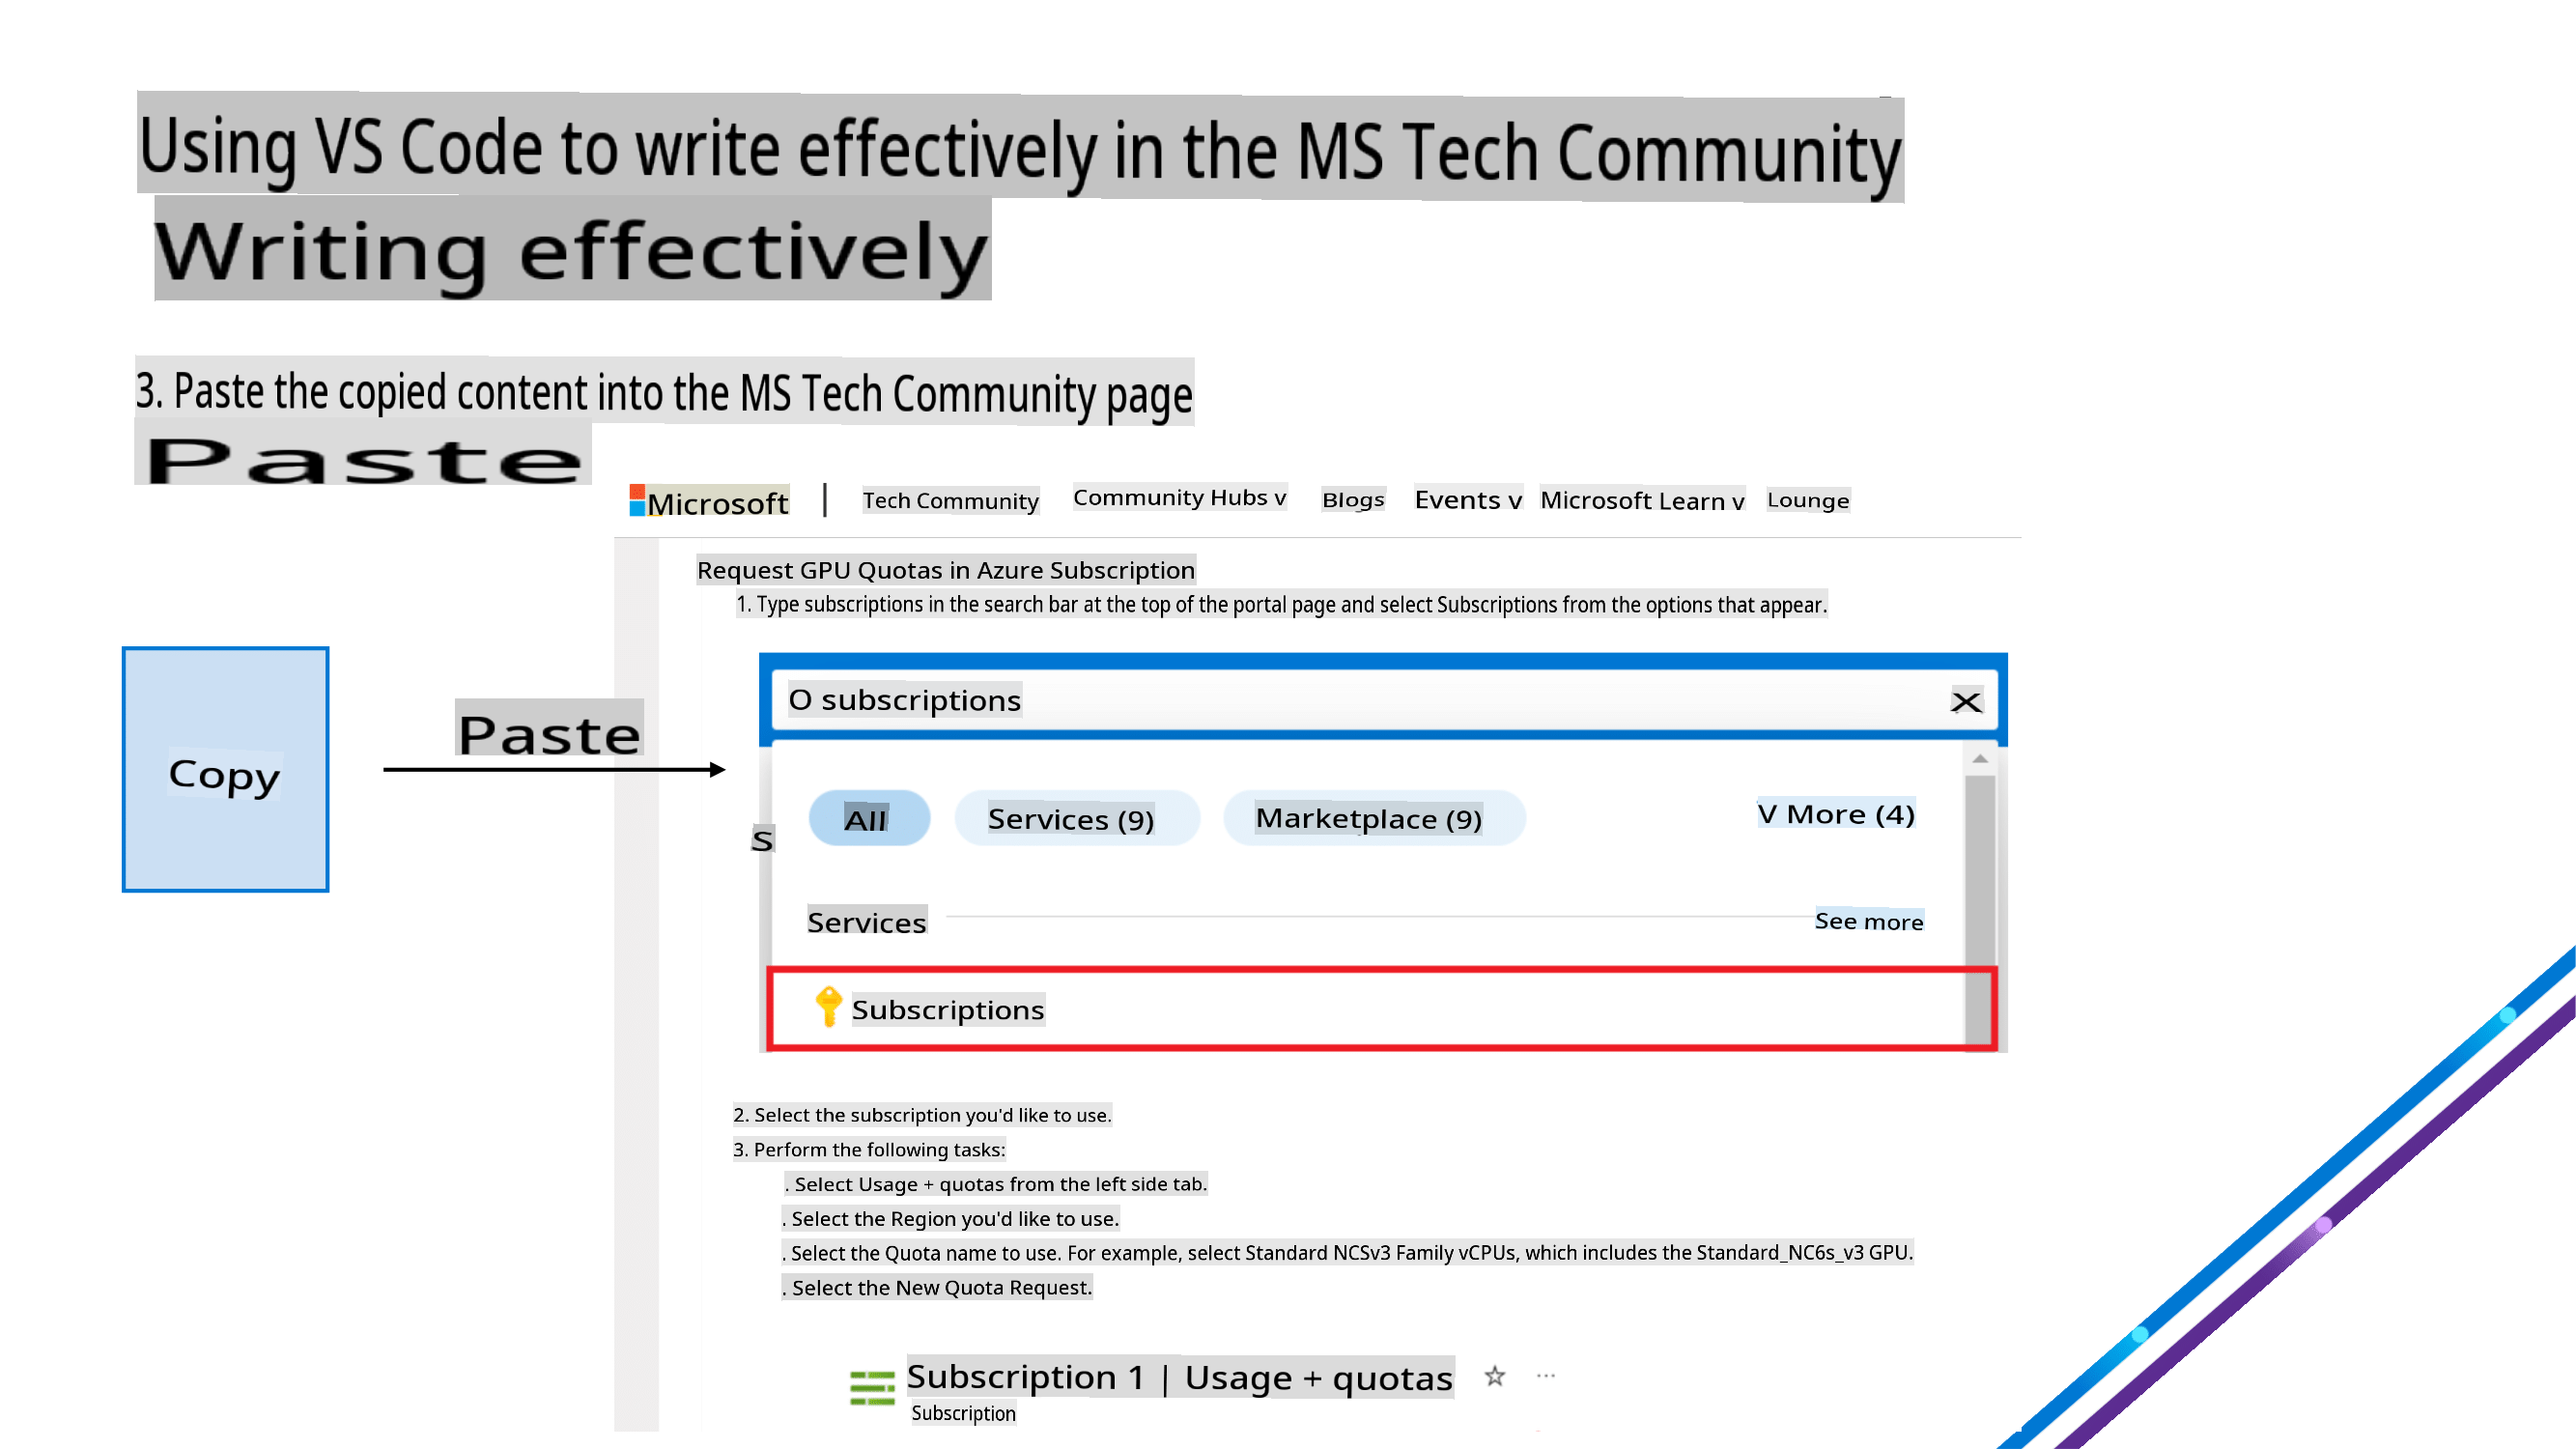 Using VS Code to write effectively in the MS Tech Community
Writing effectively
3. Paste the copied content into the MS Tech Community page
Paste
Microsoft | Tech Community Community Hubs v Blogs Events v Microsoft Learn v Lounge
Request GPU Quotas in Azure Subscription
1. Type subscriptions in the search bar at the top of the portal page and select Subscriptions from the options that appear.
Copy
Paste
O subscriptions X
All Services (9) Marketplace (9) V More (4)
S
Services See more
Subscriptions
2. Select the subscription you'd like to use.
3. Perform the following tasks:
. Select Usage + quotas from the left side tab.
. Select the Region you'd like to use.
. Select the Quota name to use. For example, select Standard NCSv3 Family vCPUs, which includes the Standard_NC6s_v3 GPU.
. Select the New Quota Request.
Subscription 1 | Usage + quotas ☆ ...
Subscription